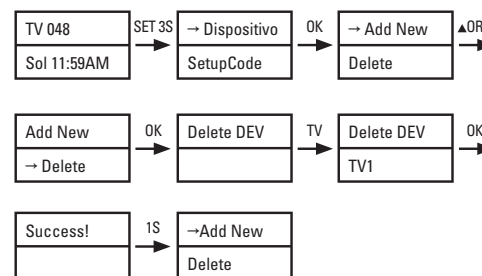 TV 048 SET 3S → Dispositivo OK → Add New ▲OR
Sol 11:59AM SetupCode Delete
Add New OK Delete DEV TV Delete DEV OK
→ Delete TV1
Success! 1S →Add New
Delete